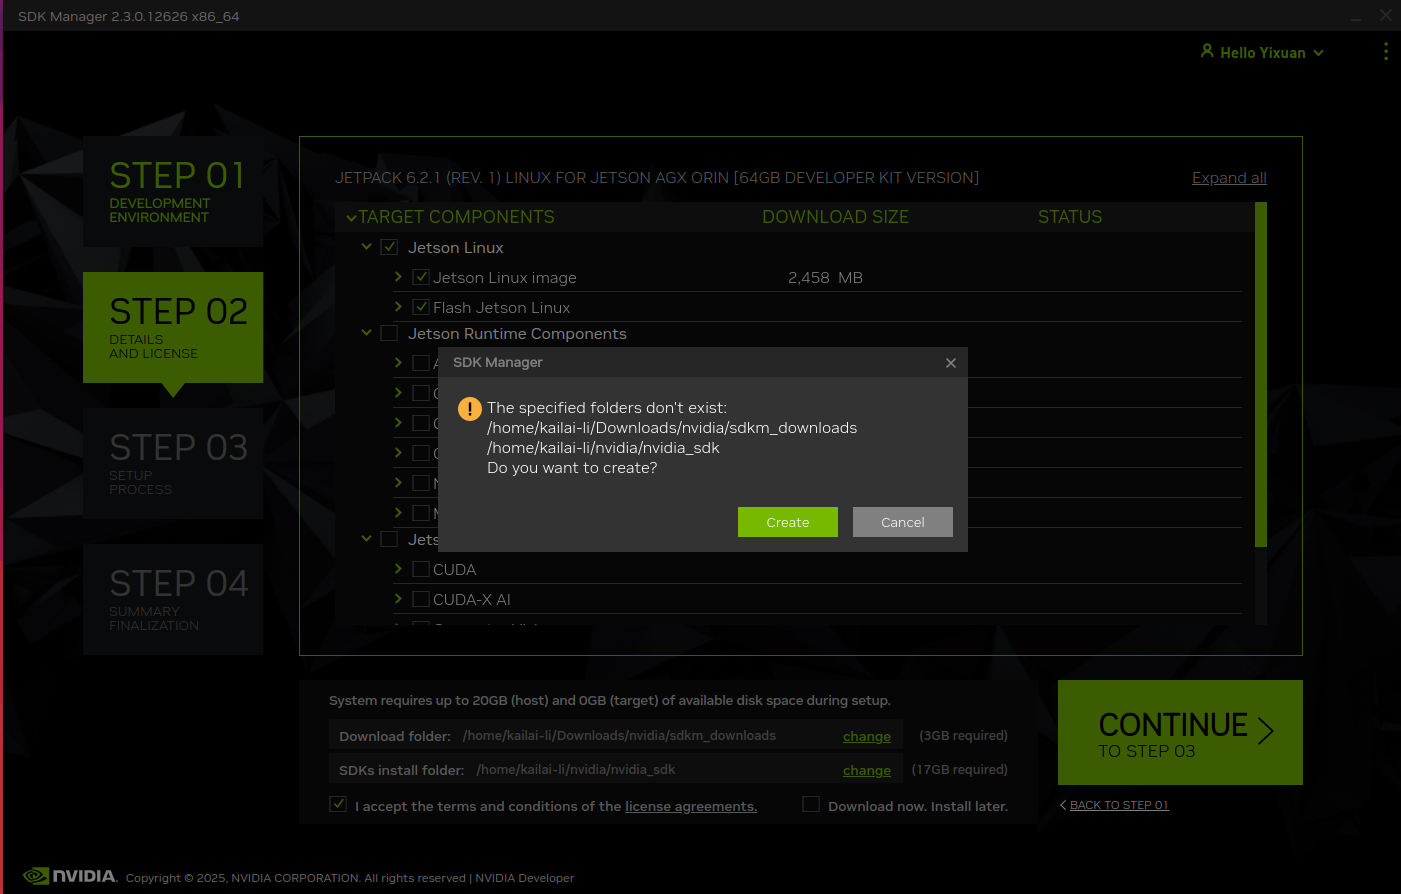 SDK Manager 2.3.0.12626 x86_64
Hello Yixuan
STEP 01
DEVELOPMENT
ENVIRONMENT
STEP 02
DETAILS
AND LICENSE
STEP 03
SETUP
PROCESS
STEP 04
SUMMARY
FINALIZATION
JETPACK 6.2.1 (REV. 1) LINUX FOR JETSON AGX ORIN [64GB DEVELOPER KIT VERSION]
Expand all
TARGET COMPONENTS DOWNLOAD SIZE STATUS
Jetson Linux
Jetson Linux image 2,458 MB
Flash Jetson Linux
Jetson Runtime Components
CUDA
CUDA-X AI
SDK Manager
The specified folders don't exist:
/home/kailai-li/Downloads/nvidia/sdkm_downloads
/home/kailai-li/nvidia/nvidia_sdk
Do you want to create?
Create
Cancel
System requires up to 20GB (host) and 0GB (target) of available disk space during setup.
Download folder: /home/kailai-li/Downloads/nvidia/sdkm_downloads change (3GB required)
SDKs install folder: /home/kailai-li/nvidia/nvidia_sdk change (17GB required)
I accept the terms and conditions of the license agreements.
Download now. Install later.
CONTINUE
TO STEP 03
BACK TO STEP 01
NVIDIA. Copyright © 2025, NVIDIA CORPORATION. All rights reserved | NVIDIA Developer